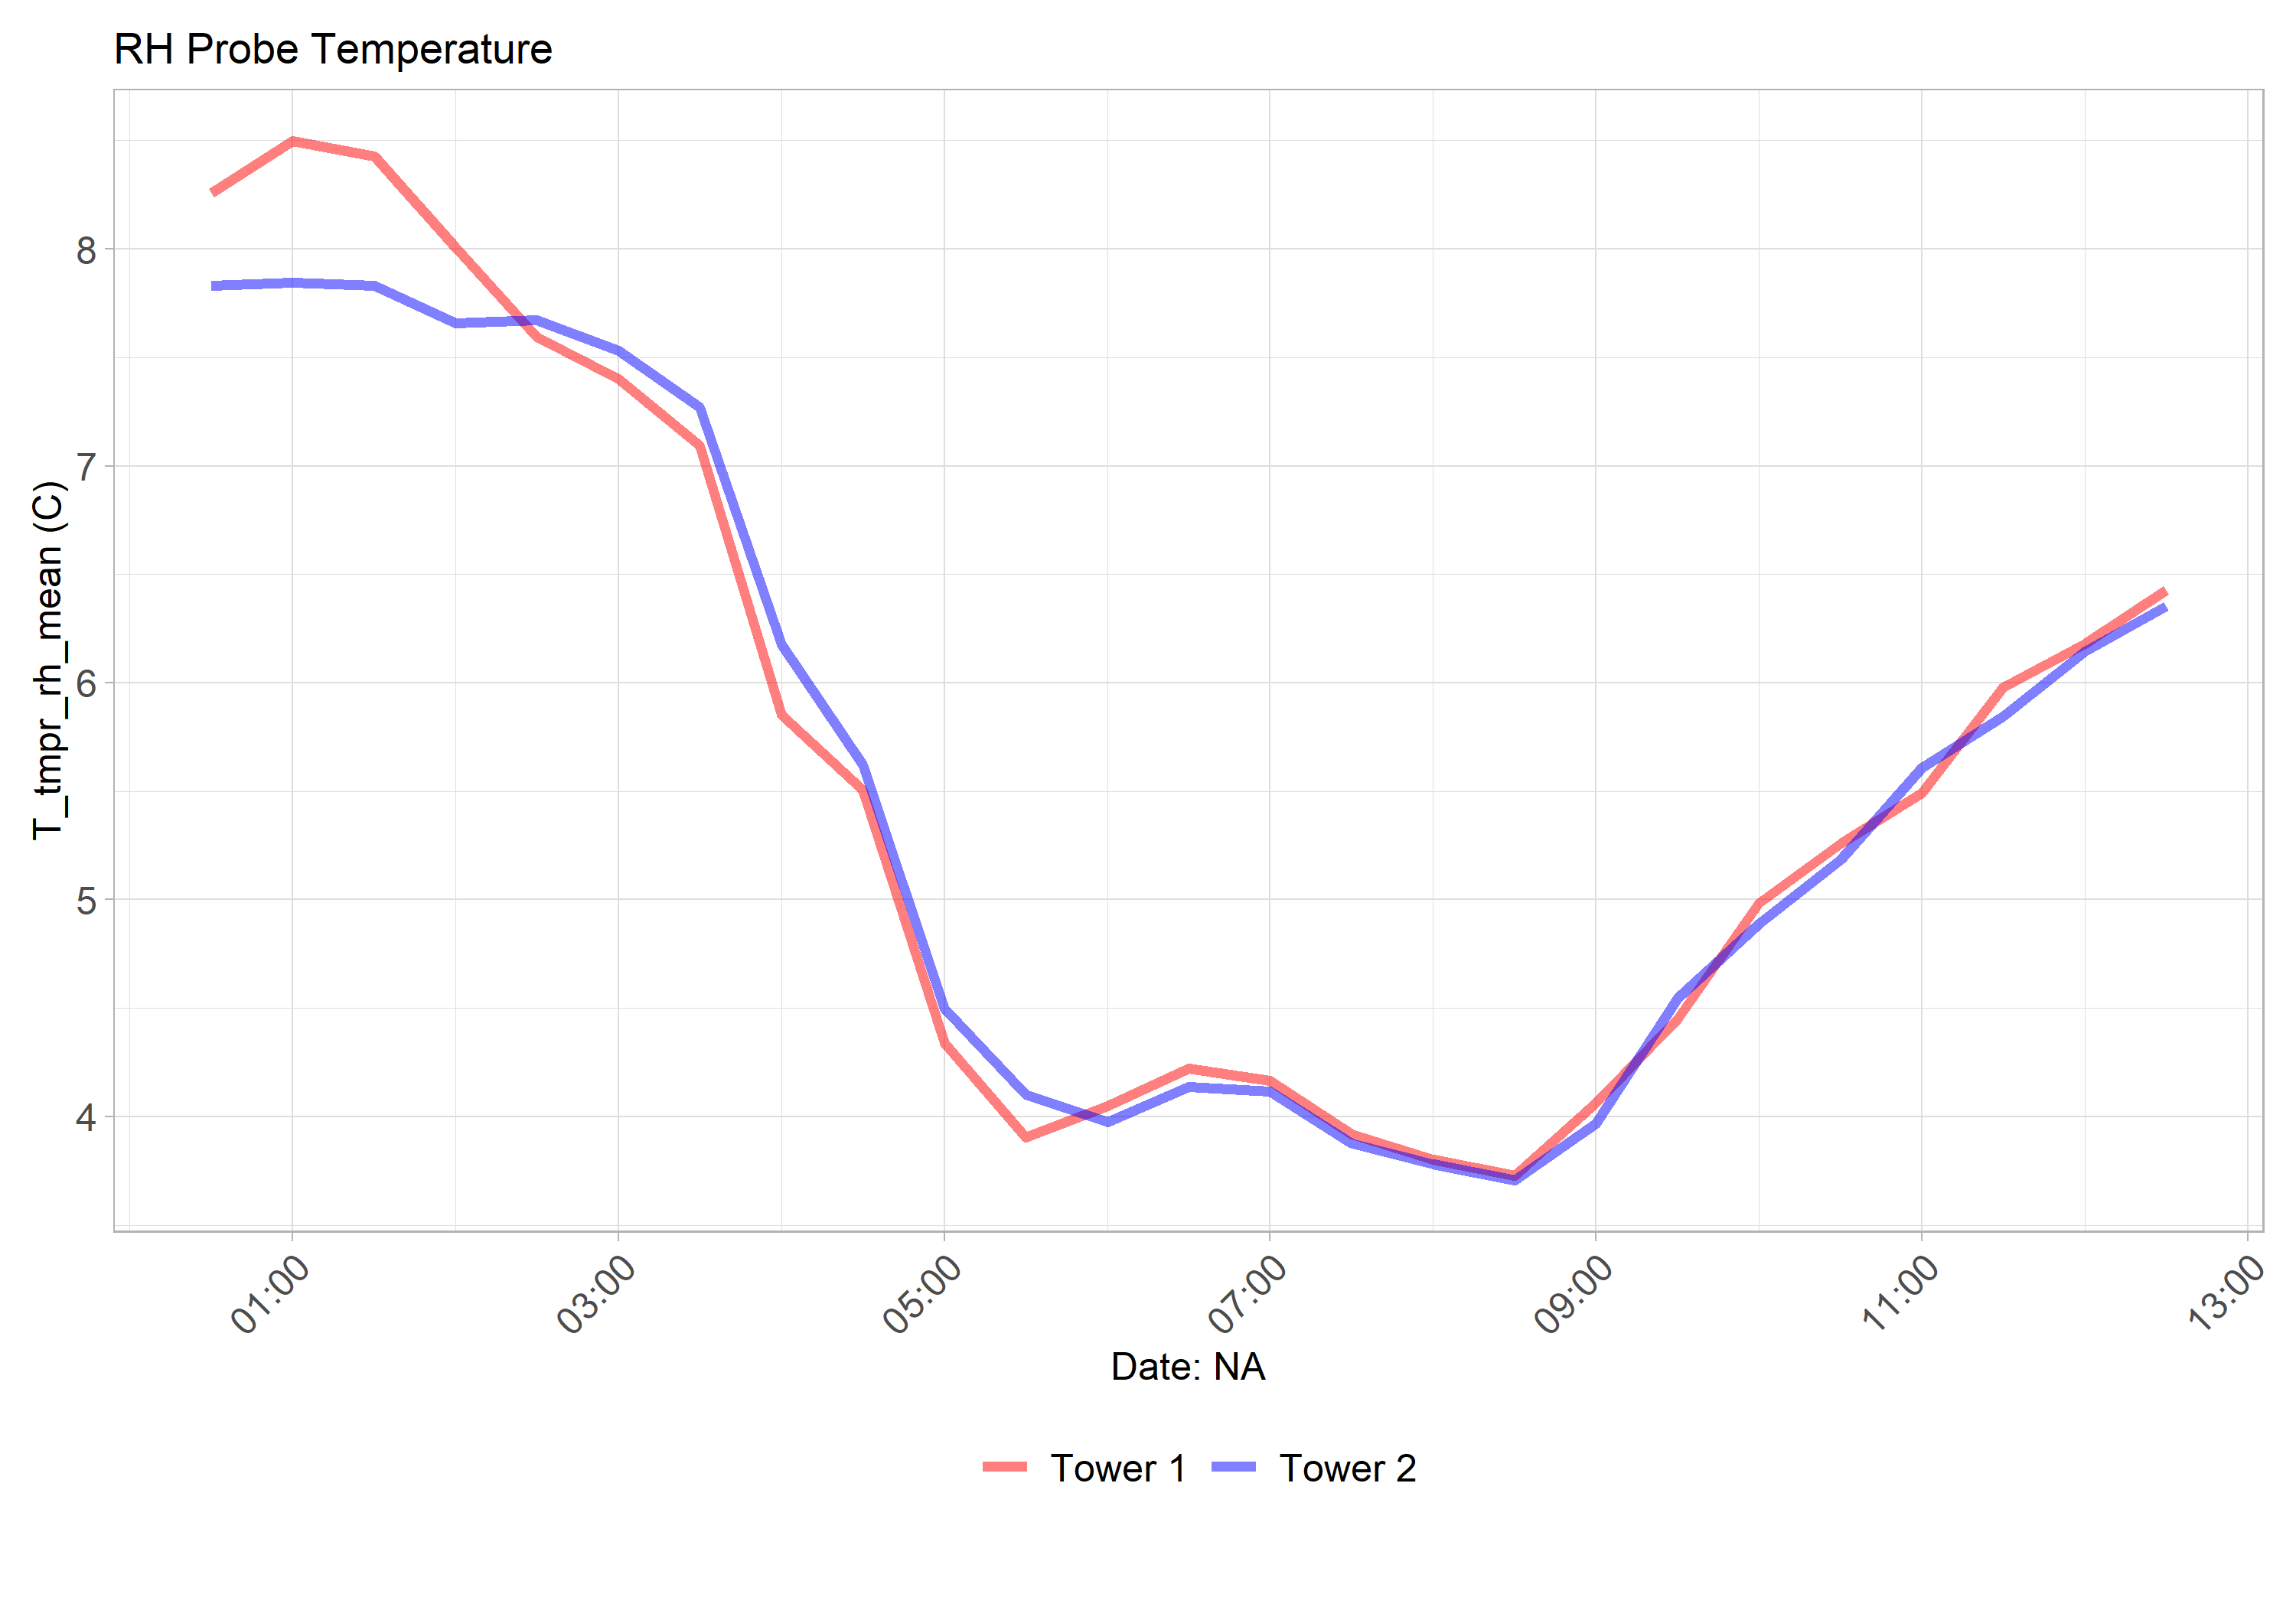 RH Probe Temperature
T_tmpr_rh_mean (C)
8
7
6
5
4
01:00
03:00
05:00
07:00
09:00
11:00
13:00
Date: NA
Tower 1
Tower 2